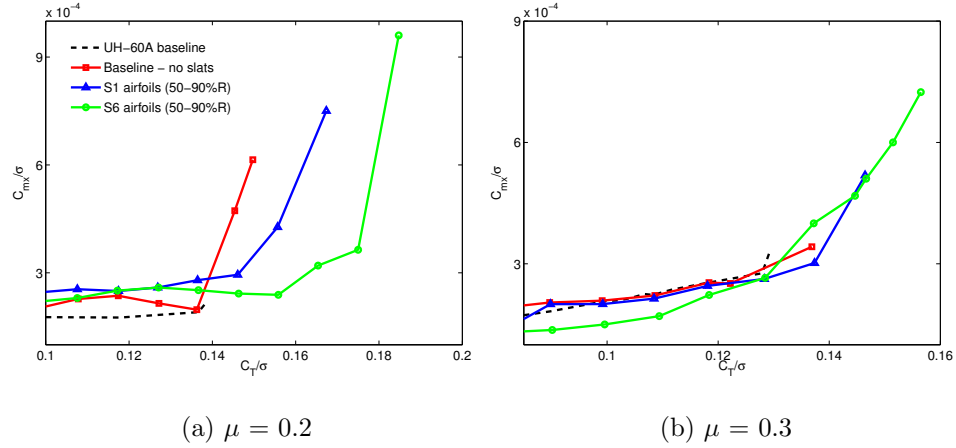 x 10⁻⁴
9
6
3
C_mx/σ
UH−60A baseline
Baseline − no slats
S1 airfoils (50−90%R)
S6 airfoils (50−90%R)
0.1 0.12 0.14 0.16 0.18 0.2
C_T/σ
(a) μ = 0.2
x 10⁻⁴
9
6
3
C_mx/σ
0.1 0.12 0.14 0.16
C_T/σ
(b) μ = 0.3